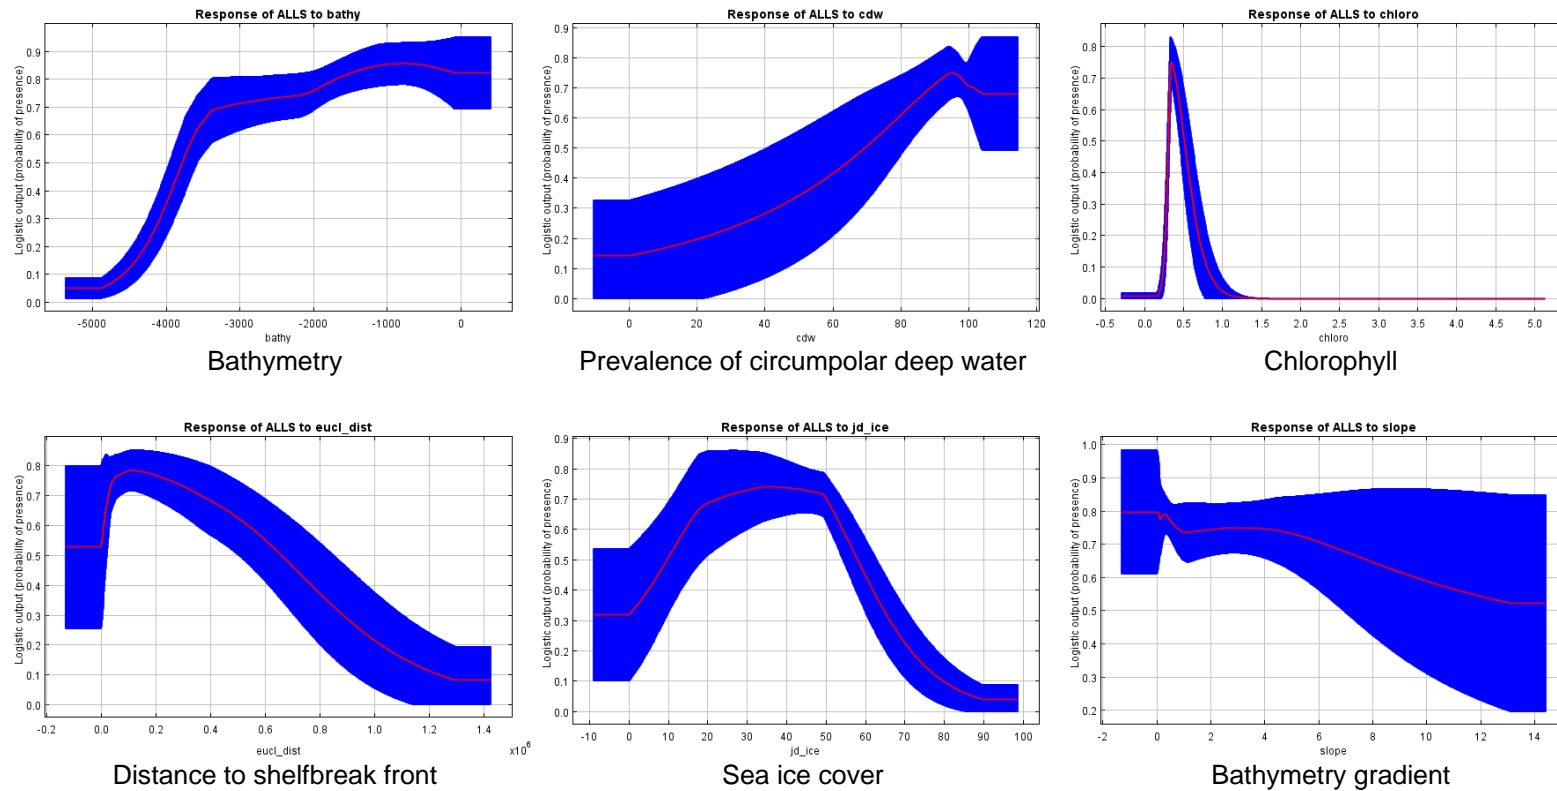 Response of ALLS to bathy
Logistic output (probability of presence)
0.9
0.8
0.7
0.6
0.5
0.4
0.3
0.2
0.1
0.0
-5000 -4000 -3000 -2000 -1000 0
bathy
Bathymetry
Response of ALLS to cdw
Logistic output (probability of presence)
0.9
0.8
0.7
0.6
0.5
0.4
0.3
0.2
0.1
0.0
0 20 40 60 80 100 120
cdw
Prevalence of circumpolar deep water
Response of ALLS to chloro
Logistic output (probability of presence)
0.8
0.7
0.6
0.5
0.4
0.3
0.2
0.1
0.0
-0.5 0.0 0.5 1.0 1.5 2.0 2.5 3.0 3.5 4.0 4.5 5.0
chloro
Chlorophyll
Response of ALLS to eucl_dist
Logistic output (probability of presence)
0.8
0.7
0.6
0.5
0.4
0.3
0.2
0.1
0.0
-0.2 0.0 0.2 0.4 0.6 0.8 1.0 1.2 1.4
x10⁶
eucl_dist
Distance to shelfbreak front
Response of ALLS to jd_ice
Logistic output (probability of presence)
0.9
0.8
0.7
0.6
0.5
0.4
0.3
0.2
0.1
0.0
-10 0 10 20 30 40 50 60 70 80 90 100
jd_ice
Sea ice cover
Response of ALLS to slope
Logistic output (probability of presence)
1.0
0.9
0.8
0.7
0.6
0.5
0.4
0.3
0.2
-2 0 2 4 6 8 10 12 14
slope
Bathymetry gradient